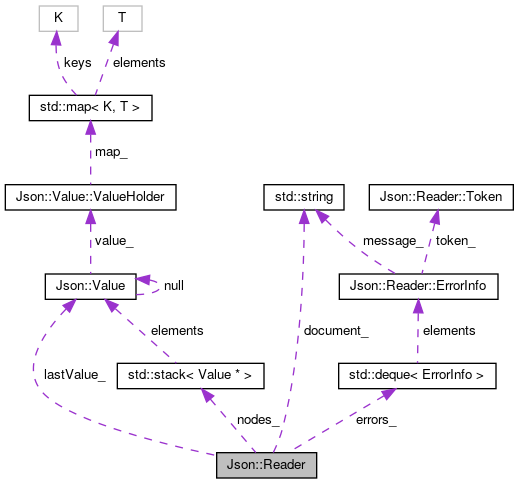 K
T
keys
elements
std::map< K, T >
map_
Json::Value::ValueHolder
std::string
Json::Reader::Token
value_
message_
token_
Json::Value
null
Json::Reader::ErrorInfo
elements
document_
elements
lastValue_
std::stack< Value * >
std::deque< ErrorInfo >
nodes_
errors_
Json::Reader